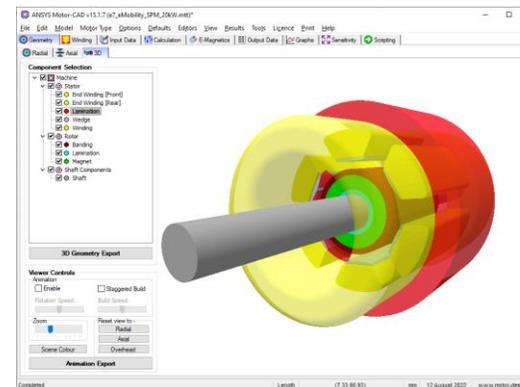 ANSYS Motor-CAD v15.1.7 (e7_eMobility_SPM_20kW.mtt)*
File Edit Model Motor Type Options Defaults Editors View Results Tools Licence Print Help
Geometry Winding Input Data Calculation E-Magnetics Output Data Graphs Sensitivity Scripting
Radial Axial 3D
Component Selection
Machine
Stator
End Winding [Front]
End Winding [Rear]
Lamination
Wedge
Winding
Rotor
Banding
Lamination
Magnet
Shaft Components
Shaft
3D Geometry Export
Viewer Controls
Animation
Enable Staggered Build
Rotation Speed: Build Speed:
Zoom Reset view to -
Radial
Axial
Scene Colour Overhead
Animation Export
Completed Length mm 12 August 2022